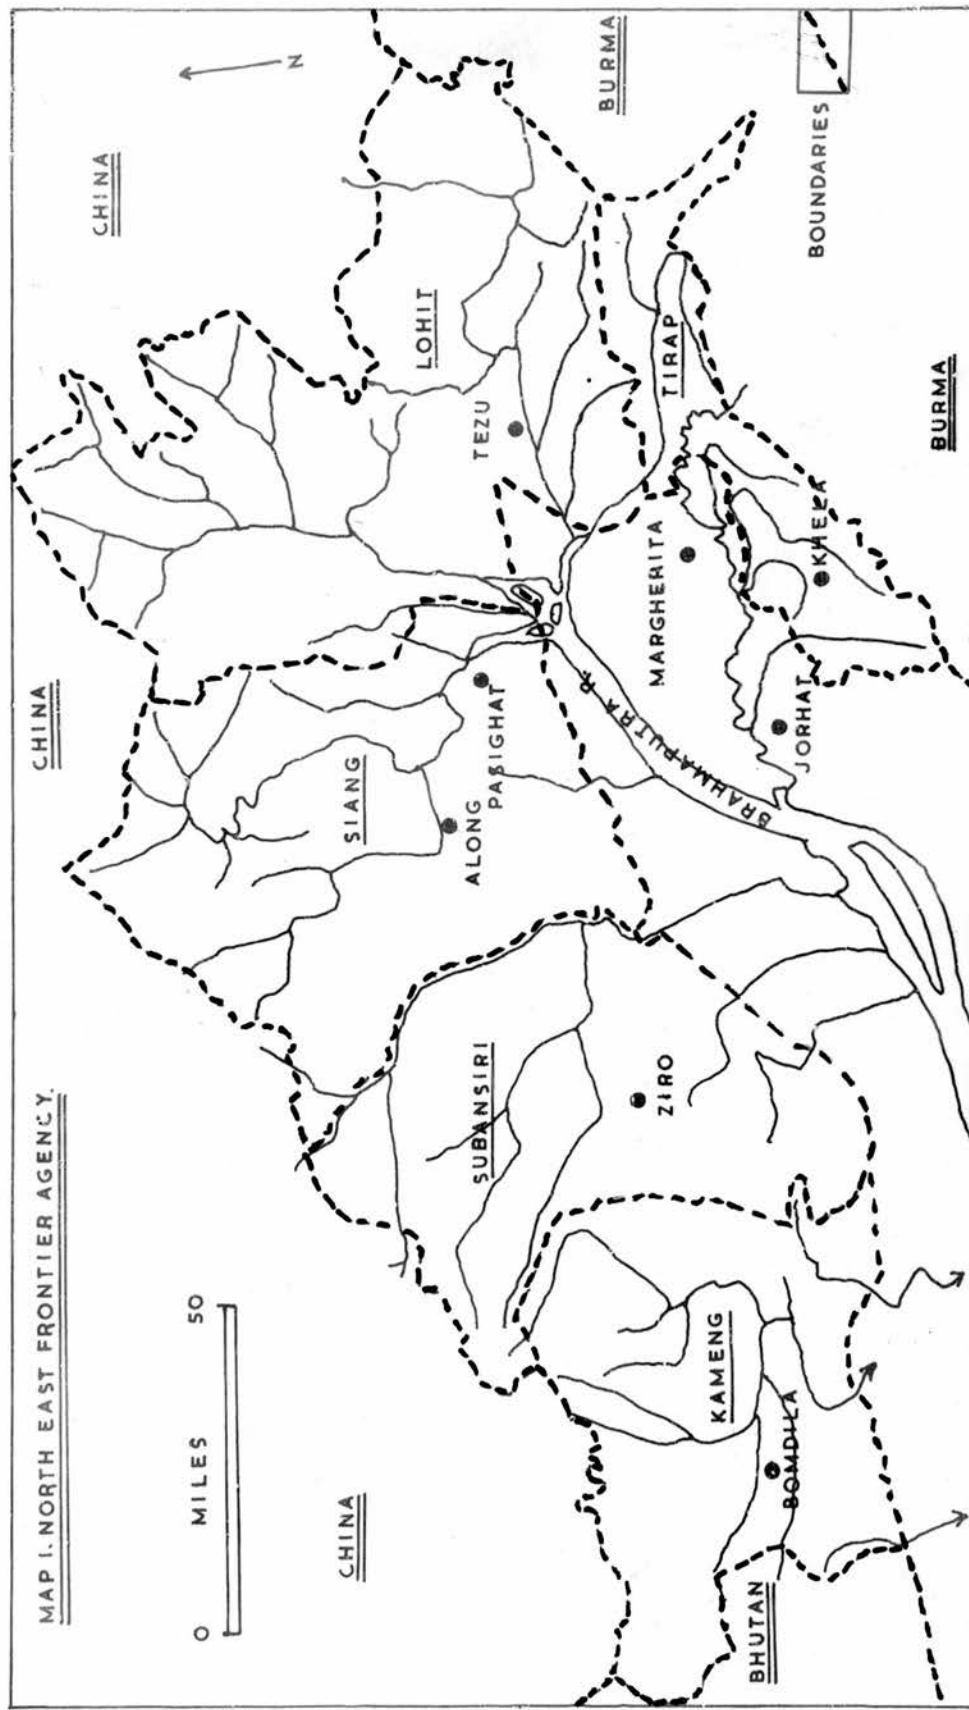 MAP I. NORTH EAST FRONTIER AGENCY.
0 MILES 50
N
CHINA
CHINA
CHINA
LOHIT
TEZU
SIANG
PASIGHAT
ALONG
SUBANSIRI
ZIRO
KAMENG
BOMDILA
BHUTAN
BRAHMAPUTRA R.
MARGHERITA
JORHAT
KHELA
TIRAP
BURMA
BURMA
BOUNDARIES